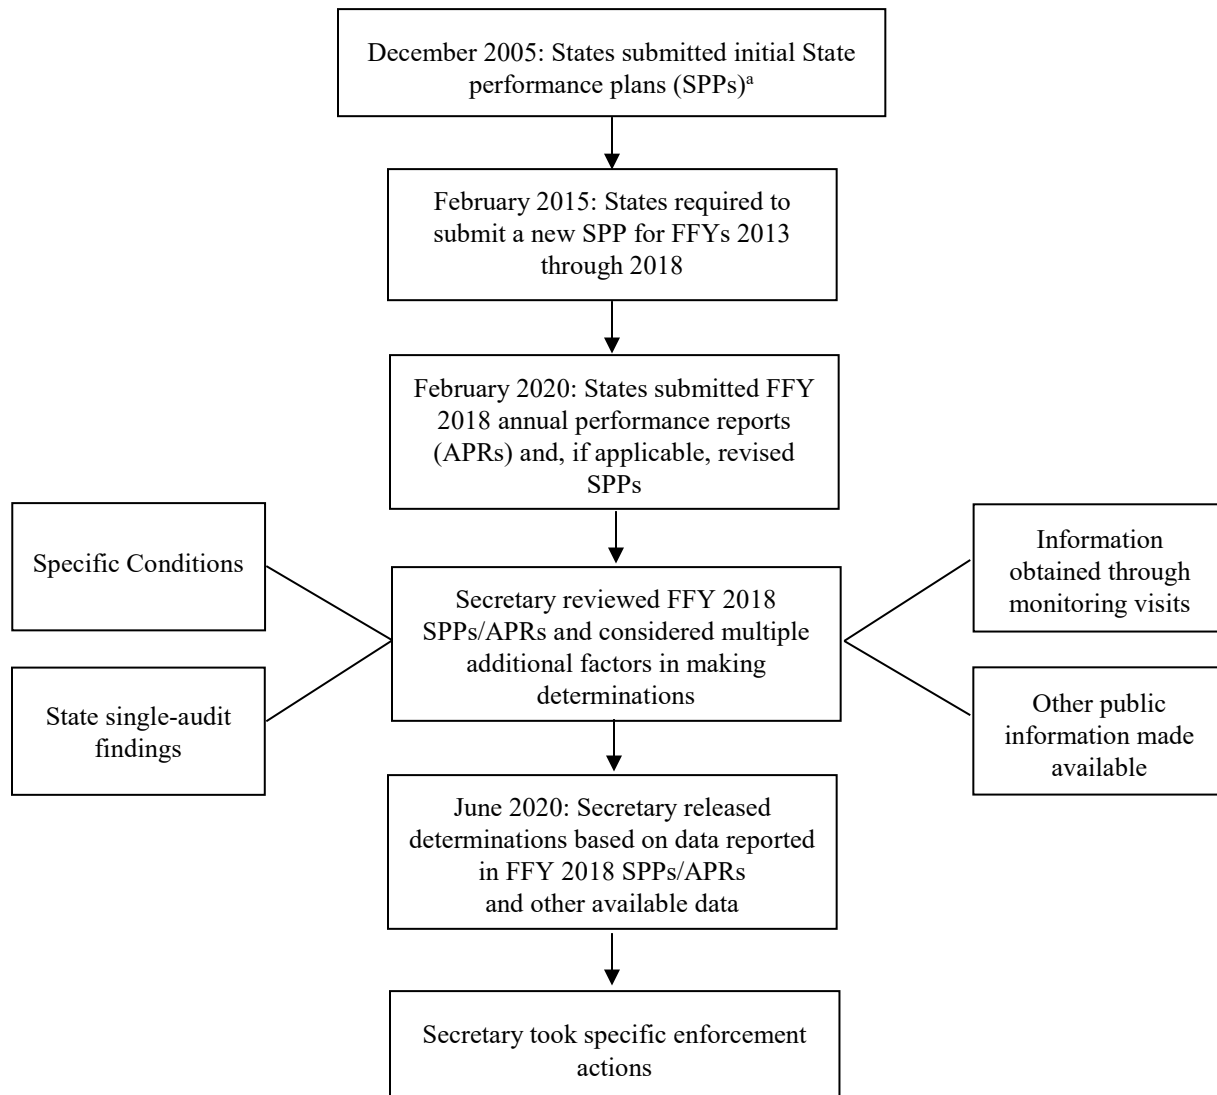 December 2005: States submitted initial State
performance plans (SPPs)ᵃ
February 2015: States required to
submit a new SPP for FFYs 2013
through 2018
February 2020: States submitted FFY
2018 annual performance reports
(APRs) and, if applicable, revised
SPPs
Specific Conditions
State single-audit
findings
Secretary reviewed FFY 2018
SPPs/APRs and considered multiple
additional factors in making
determinations
Information
obtained through
monitoring visits
Other public
information made
available
June 2020: Secretary released
determinations based on data reported
in FFY 2018 SPPs/APRs
and other available data
Secretary took specific enforcement
actions